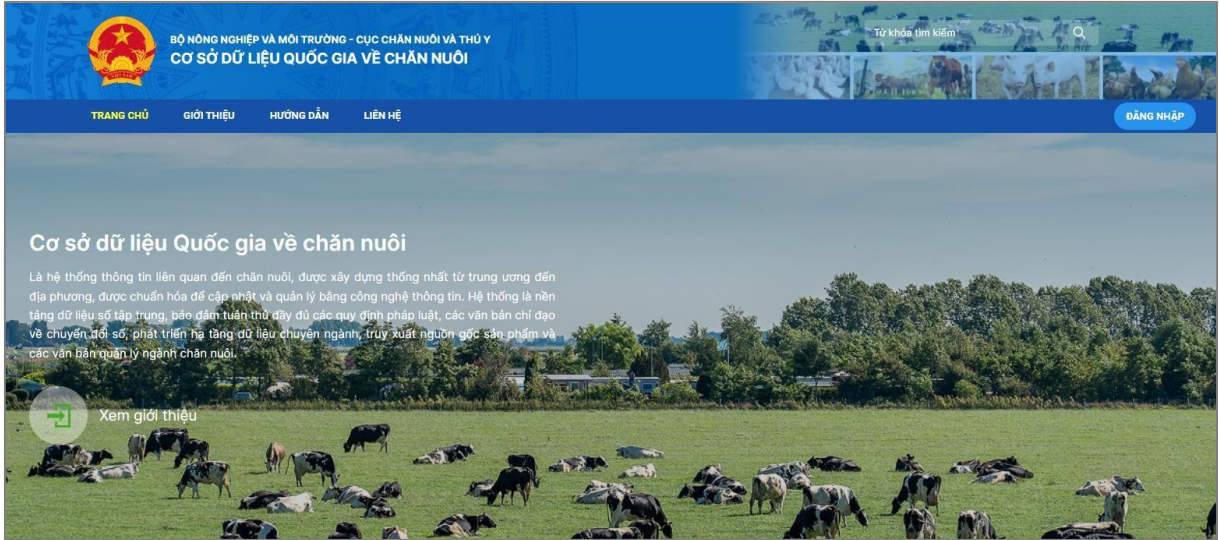 BỘ NÔNG NGHIỆP VÀ MÔI TRƯỜNG - CỤC CHĂN NUÔI VÀ THÚ Y
CƠ SỞ DỮ LIỆU QUỐC GIA VỀ CHĂN NUÔI
Từ khóa tìm kiếm
TRANG CHỦ
GIỚI THIỆU
HƯỚNG DẪN
LIÊN HỆ
ĐĂNG NHẬP
Cơ sở dữ liệu Quốc gia về chăn nuôi
Là hệ thống thông tin liên quan đến chăn nuôi, được xây dựng thống nhất từ trung ương đến
địa phương, được chuẩn hóa để cập nhật và quản lý bằng công nghệ thông tin. Hệ thống là nền
tảng dữ liệu số tập trung, bảo đảm tuân thủ đầy đủ các quy định pháp luật, các văn bản chỉ đạo
về chuyển đổi số, phát triển hạ tầng dữ liệu chuyên ngành, truy xuất nguồn gốc sản phẩm và
các văn bản quản lý ngành chăn nuôi.
Xem giới thiệu